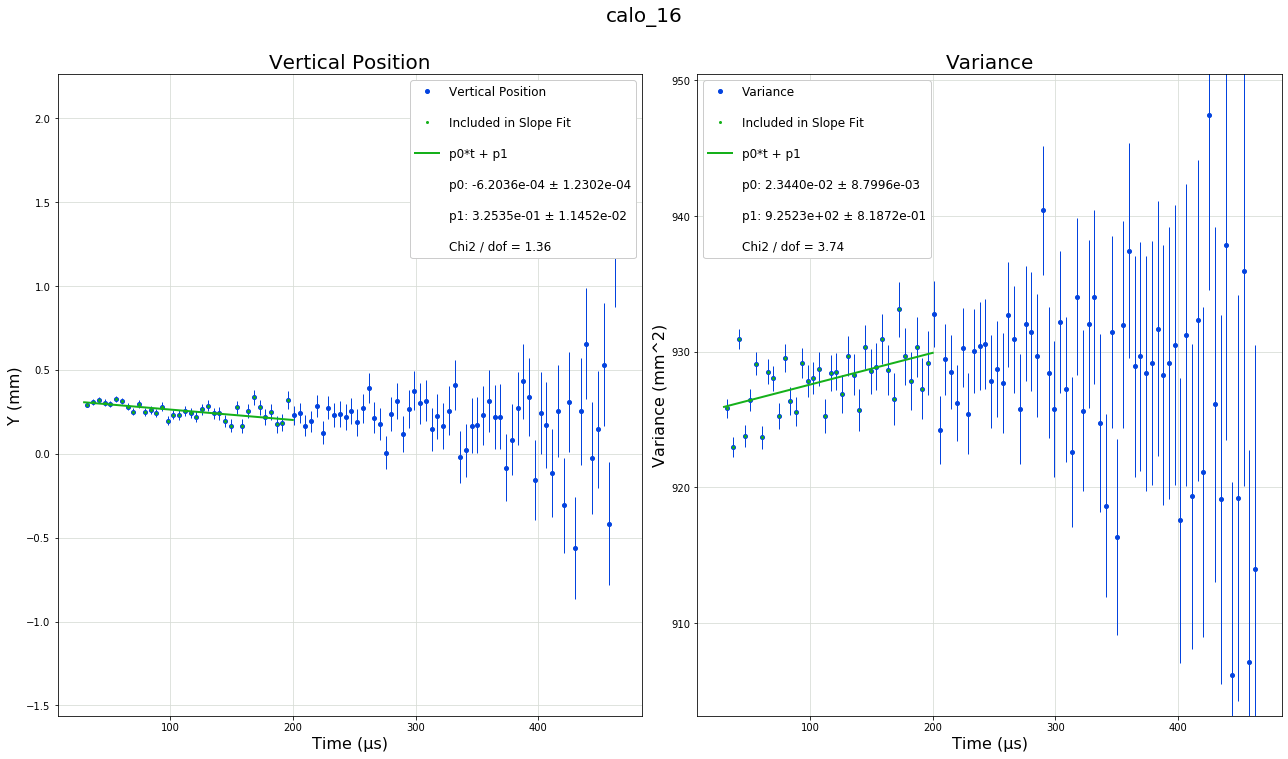 calo_16
Vertical Position
Vertical Position
Included in Slope Fit
p0*t + p1
p0: -6.2036e-04 ± 1.2302e-04
p1: 3.2535e-01 ± 1.1452e-02
Chi2 / dof = 1.36
2.0
1.5
1.0
0.5
0.0
−0.5
−1.0
−1.5
Y (mm)
100
200
300
400
Time (μs)
Variance
Variance
Included in Slope Fit
p0*t + p1
p0: 2.3440e-02 ± 8.7996e-03
p1: 9.2523e+02 ± 8.1872e-01
Chi2 / dof = 3.74
950
940
930
920
910
Variance (mm^2)
100
200
300
400
Time (μs)